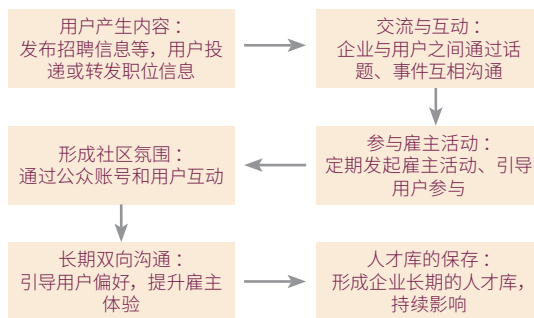 用户产生内容：
发布招聘信息等，用户投
递或转发职位信息
交流与互动：
企业与用户之间通过话
题、事件互相沟通
参与雇主活动：
定期发起雇主活动、引导
用户参与
形成社区氛围：
通过公众账号和用户互动
长期双向沟通：
引导用户偏好，提升雇主
体验
人才库的保存：
形成企业长期的人才库，
持续影响